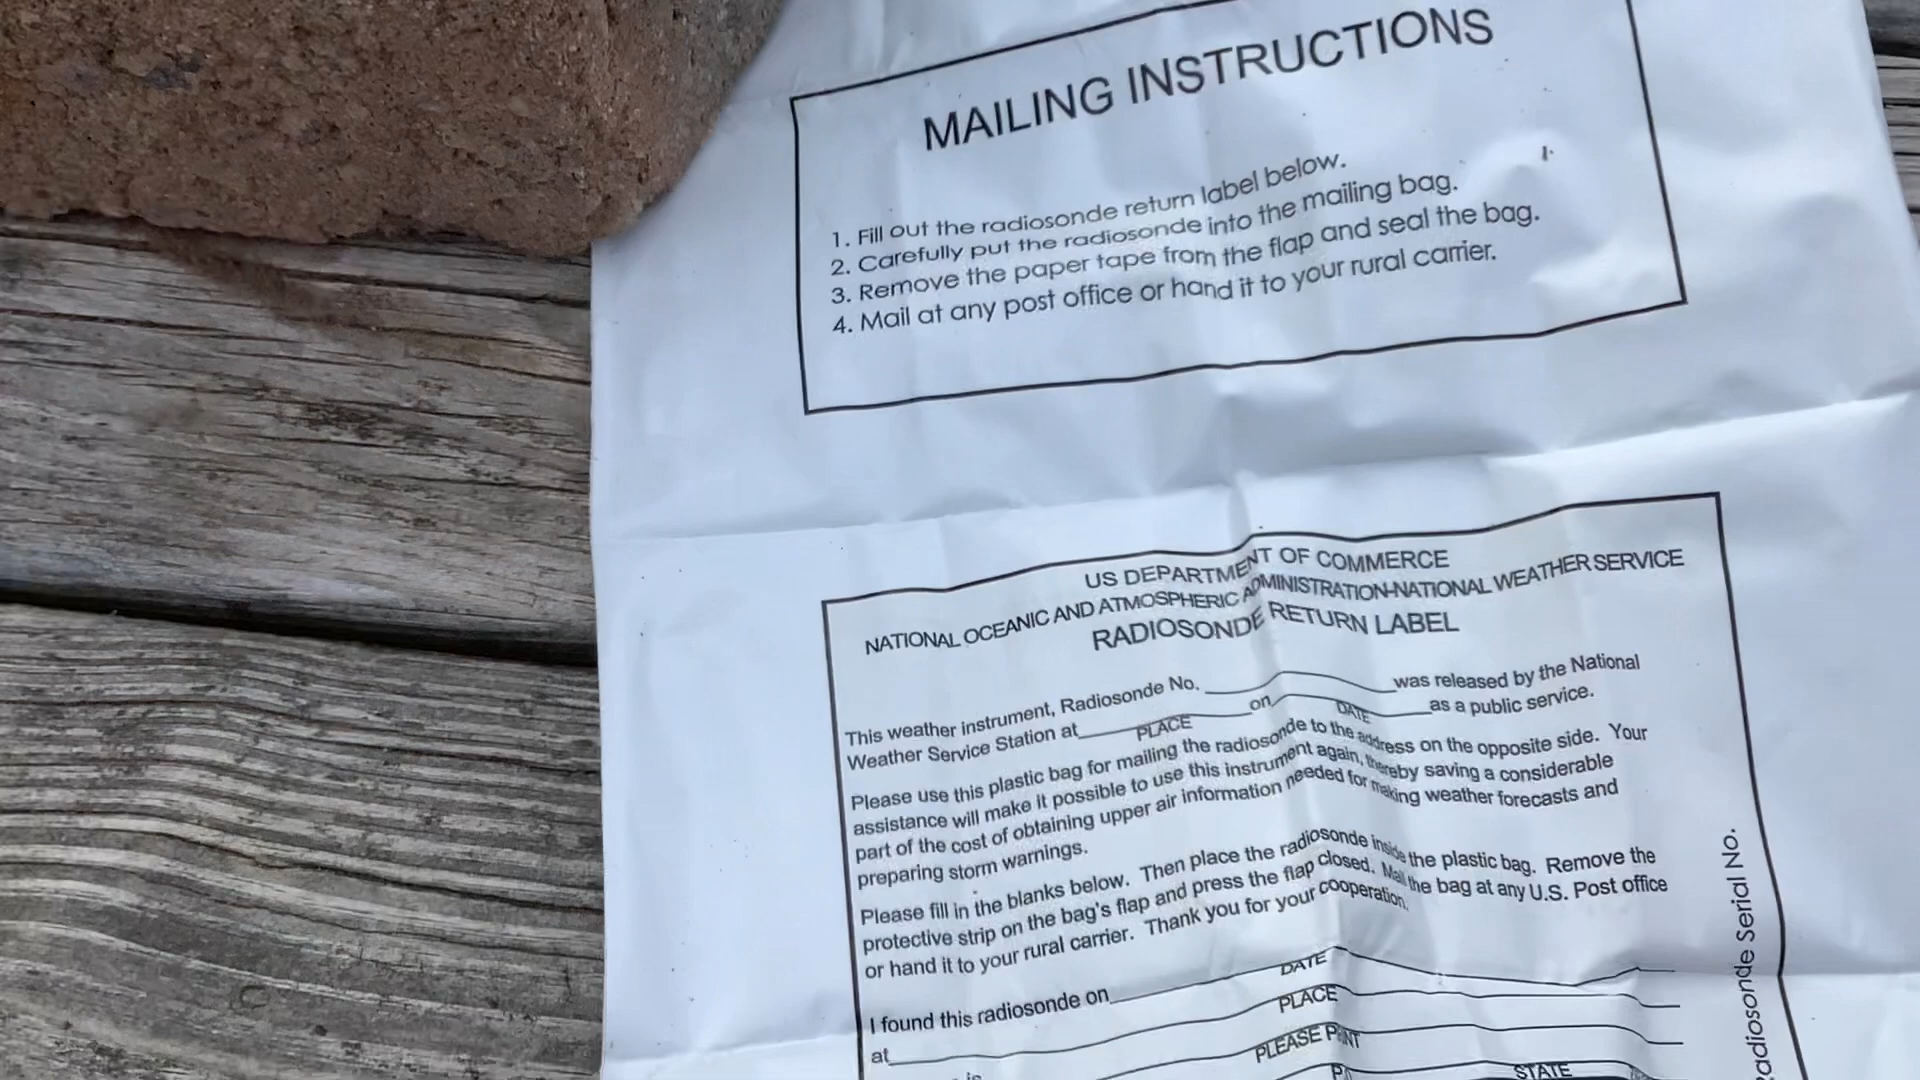 MAILING INSTRUCTIONS
1. Fill out the radiosonde return label below.
2. Carefully put the radiosonde into the mailing bag.
3. Remove the paper tape from the flap and seal the bag.
4. Mail at any post office or hand it to your rural carrier.
US DEPARTMENT OF COMMERCE
NATIONAL OCEANIC AND ATMOSPHERIC ADMINISTRATION-NATIONAL WEATHER SERVICE
RADIOSONDE RETURN LABEL
This weather instrument, Radiosonde No. ________ was released by the National
Weather Service Station at ________ on ________ as a public service.
PLACE DATE
Please use this plastic bag for mailing the radiosonde to the address on the opposite side. Your
assistance will make it possible to use this instrument again, thereby saving a considerable
part of the cost of obtaining upper air information needed for making weather forecasts and
preparing storm warnings.
Please fill in the blanks below. Then place the radiosonde inside the plastic bag. Remove the
protective strip on the bag's flap and press the flap closed. Mail the bag at any U.S. Post office
or hand it to your rural carrier. Thank you for your cooperation.
I found this radiosonde on ________
DATE
at ________
PLACE
PLEASE PRINT
STATE
Radiosonde Serial No.